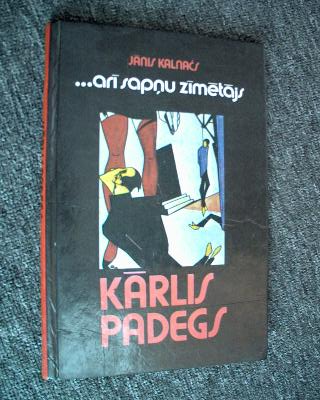 JĀNIS KALNAČS
...arī sapņu zīmētājs
KĀRLIS
PADEGS